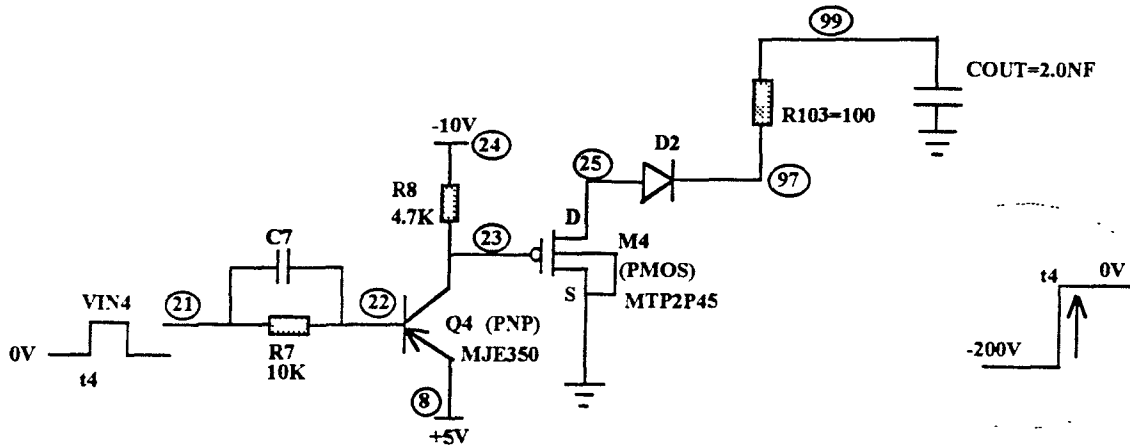 99
COUT=2.0NF
R103=100
-10V
24
D2
25
97
R8
4.7K
D
C7
23
M4
(PMOS)
t4
0V
VIN4
21
22
S
MTP2P45
Q4 (PNP)
0V
R7
MJE350
-200V
t4
10K
8
+5V